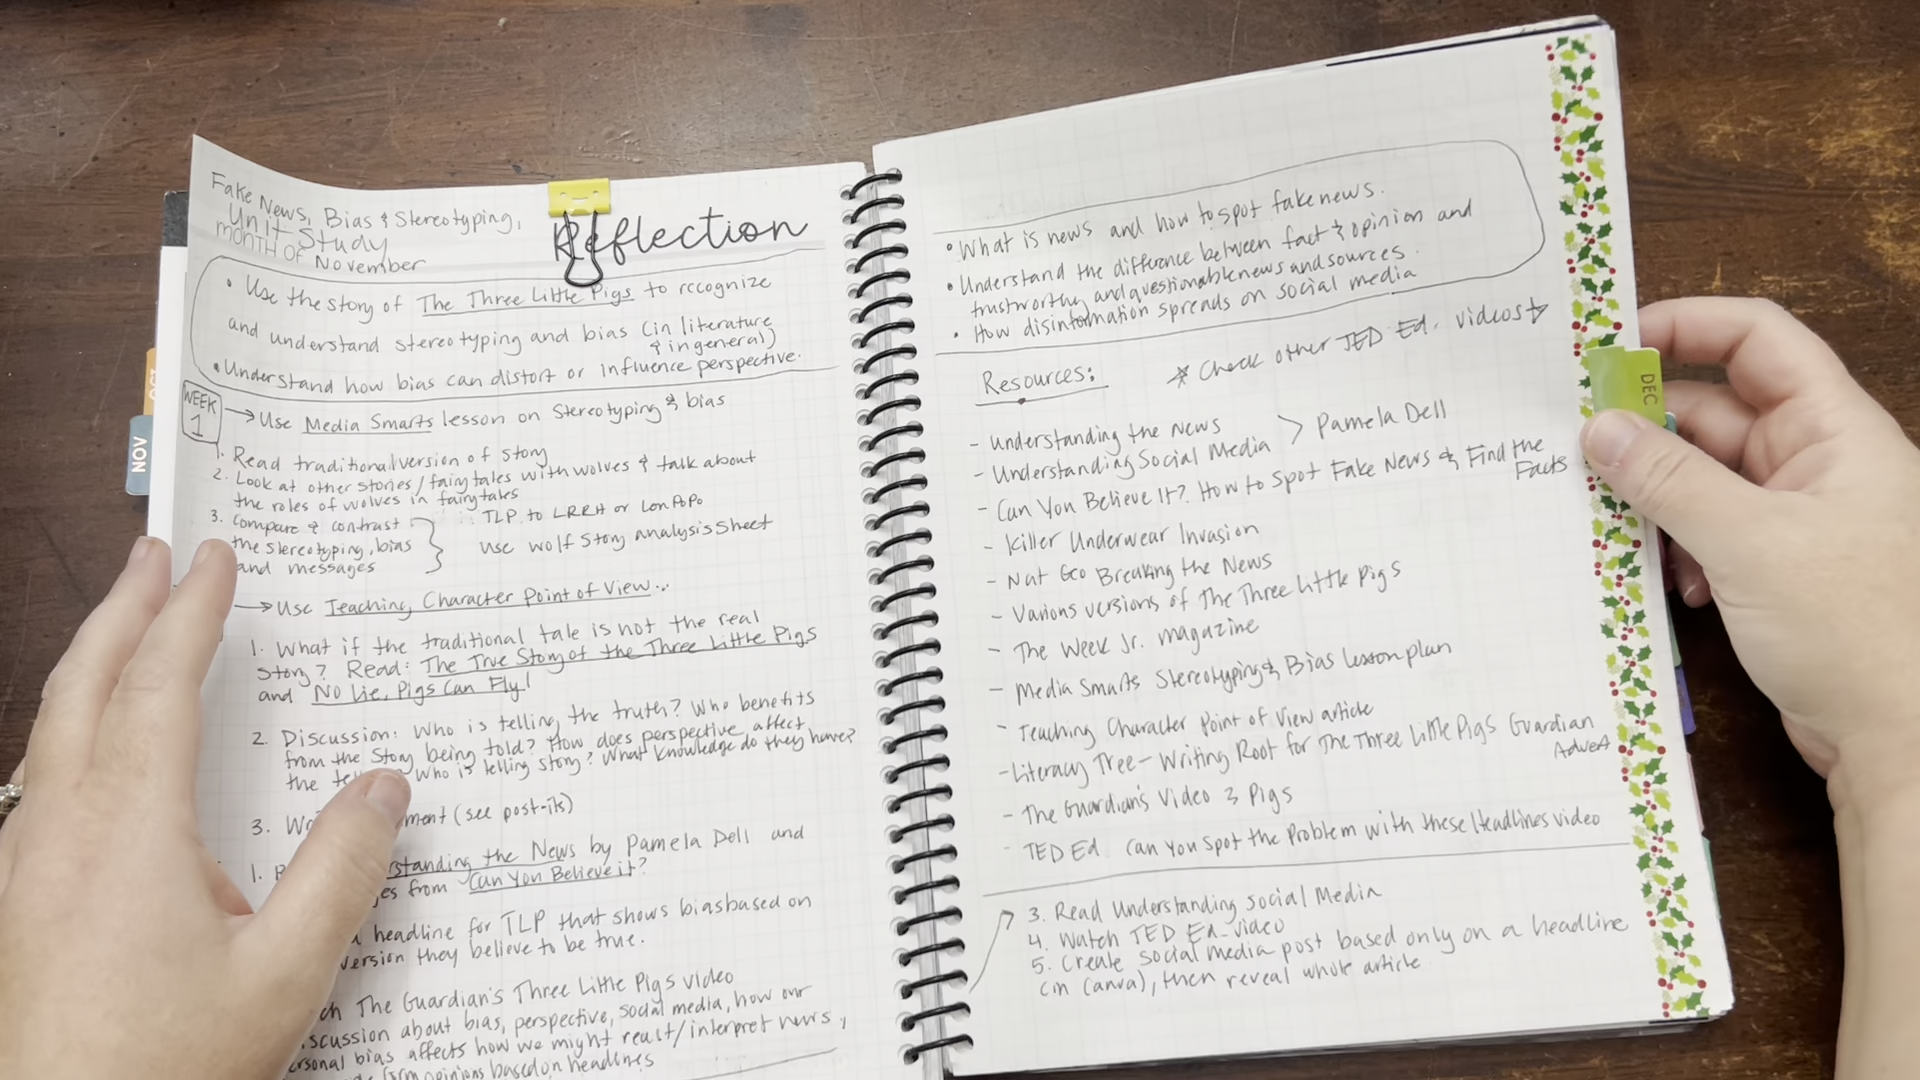 Fake News, Bias & Stereotyping,
Unit Study
MONTH OF November
Reflection
• Use the story of The Three Little Pigs to recognize
and understand stereotyping and bias (in literature
& in general)
• Understand how bias can distort or influence perspective.
WEEK
1
→ Use Media Smarts lesson on stereotyping & bias
1. Read traditional version of story
2. Look at other stories/fairytales with wolves & talk about
the roles of wolves in fairytales
3. Compare & contrast
the stereotyping, bias
and messages
TLP to LRRH or Lon PoPo
use wolf story analysis sheet
→ Use Teaching Character Point of View...
1. What if the traditional tale is not the real
story? Read: The True Story of the Three Little Pigs
and No Lie, Pigs Can Fly!
2. Discussion: Who is telling the truth? Who benefits
from the story being told? How does perspective affect
the Who is telling story? What knowledge do they have?
3. (see post-its)
1. the News by Pamela Dell and
from Can You Believe it?
headline for TLP that shows bias based on
version they believe to be true.
The Guardian's Three Little Pigs video
about bias, perspective, social media, how our
bias affects how we might react/interpret news,
opinions based on headlines
NOV
OCT
• What is news and how to spot fake news.
• Understand the difference between fact & opinion and
trustworthy and questionable news and sources.
• How disinformation spreads on social media
Resources:
* Check other TED Ed. videos →
- Understanding the News
- Understanding Social Media > Pamela Dell
- Can You Believe It? How to Spot Fake News & Find the
Facts
- Killer Underwear Invasion
- Nat Geo Breaking the News
- Various versions of The Three Little Pigs
- The Week Jr. magazine
- Media Smarts Stereotyping & Bias lesson plan
- Teaching Character Point of View article
- Literacy Tree - Writing Root for The Three Little Pigs Guardian
Advert
- The Guardian's Video 3 Pigs
- TED Ed Can You Spot the Problem with these Headlines video
3. Read Understanding Social Media
4. Watch TED Ed video
5. Create social media post based only on a headline
(in Canva), then reveal whole article
DEC